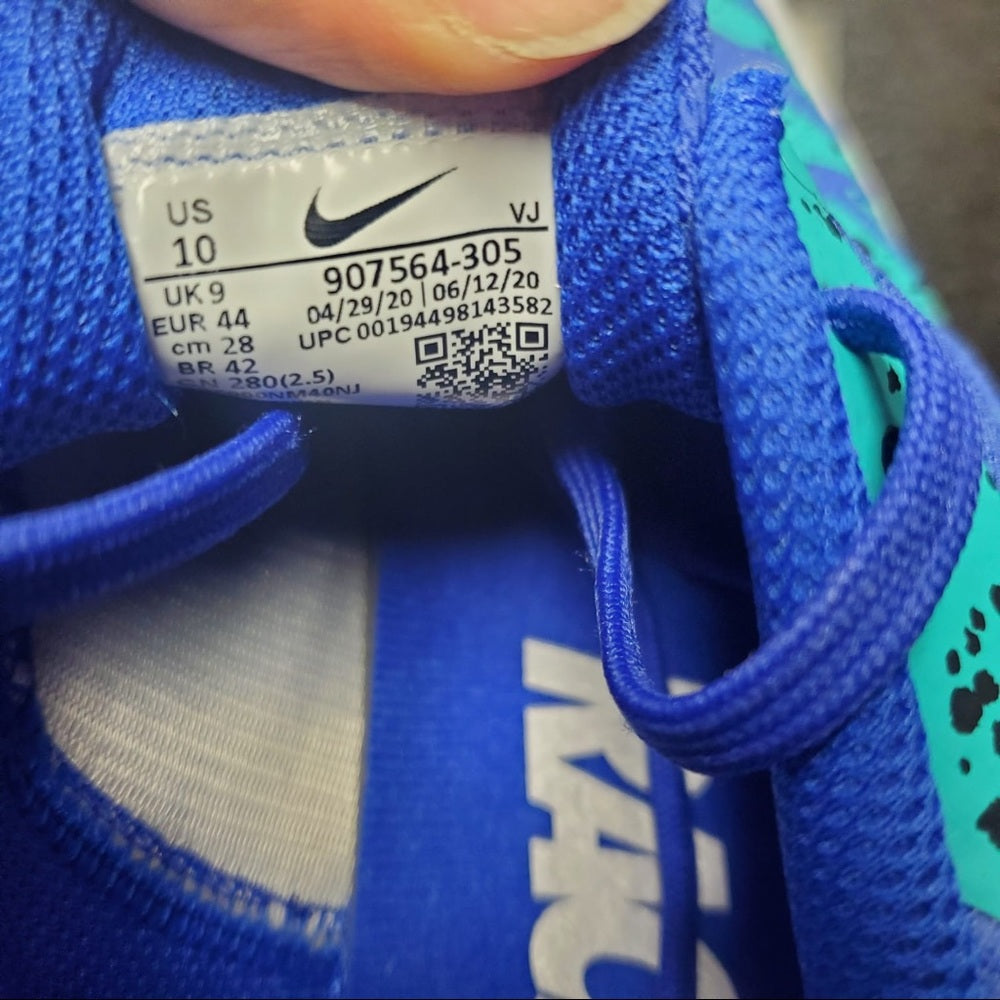 US
10
VJ
907564-305
04/29/20 | 06/12/20
UPC 00194498143582
UK 9
EUR 44
cm 28
BR 42
CN 280(2.5)